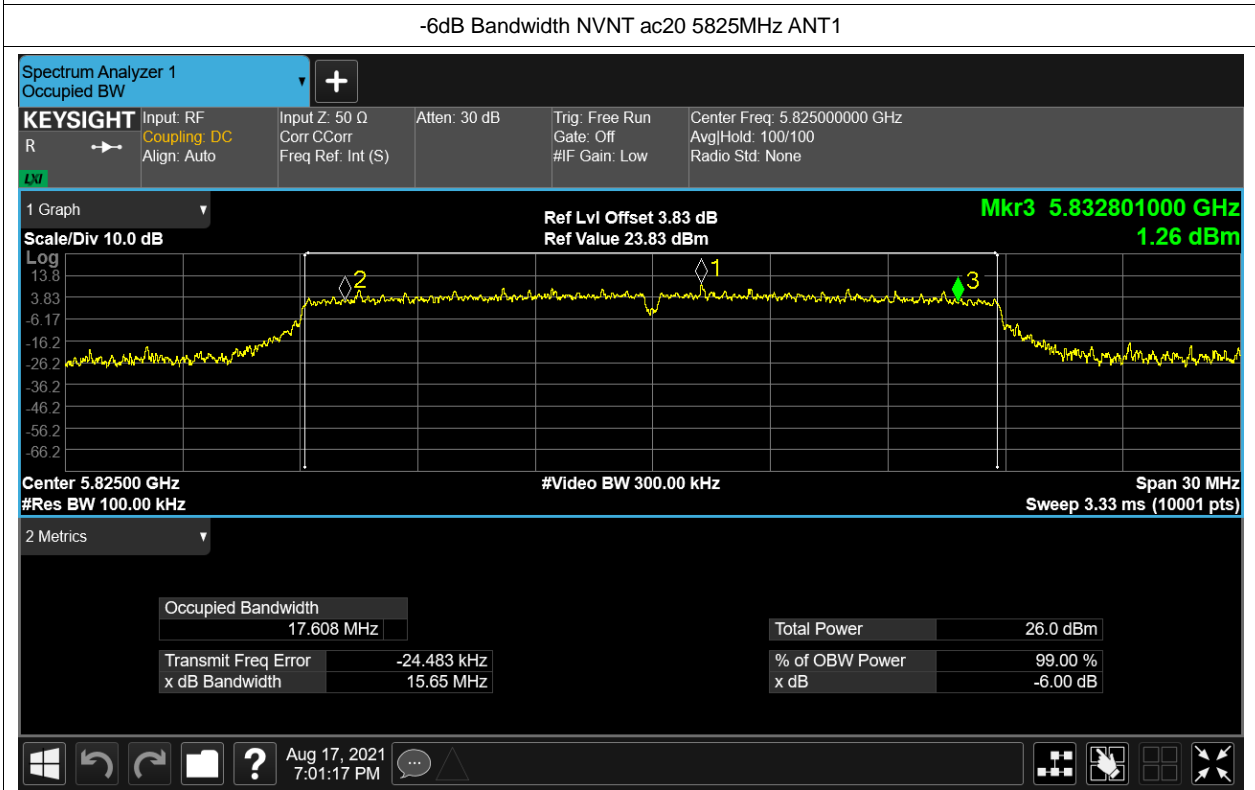 -6dB Bandwidth NVNT ac20 5825MHz ANT1
Spectrum Analyzer 1
Occupied BW
+
KEYSIGHT
R
LXI
Input: RF
Coupling: DC
Align: Auto
Input Z: 50 Ω
Corr CCorr
Freq Ref: Int (S)
Atten: 30 dB
Trig: Free Run
Gate: Off
#IF Gain: Low
Center Freq: 5.825000000 GHz
Avg|Hold: 100/100
Radio Std: None
1 Graph
Scale/Div 10.0 dB
Ref Lvl Offset 3.83 dB
Ref Value 23.83 dBm
Mkr3 5.832801000 GHz
1.26 dBm
Log
13.8
3.83
-6.17
-16.2
-26.2
-36.2
-46.2
-56.2
-66.2
2
1
3
Center 5.82500 GHz
#Video BW 300.00 kHz
Span 30 MHz
#Res BW 100.00 kHz
Sweep 3.33 ms (10001 pts)
2 Metrics
Occupied Bandwidth
17.608 MHz
Total Power 26.0 dBm
Transmit Freq Error -24.483 kHz
% of OBW Power 99.00 %
x dB Bandwidth 15.65 MHz
x dB -6.00 dB
?
Aug 17, 2021
7:01:17 PM